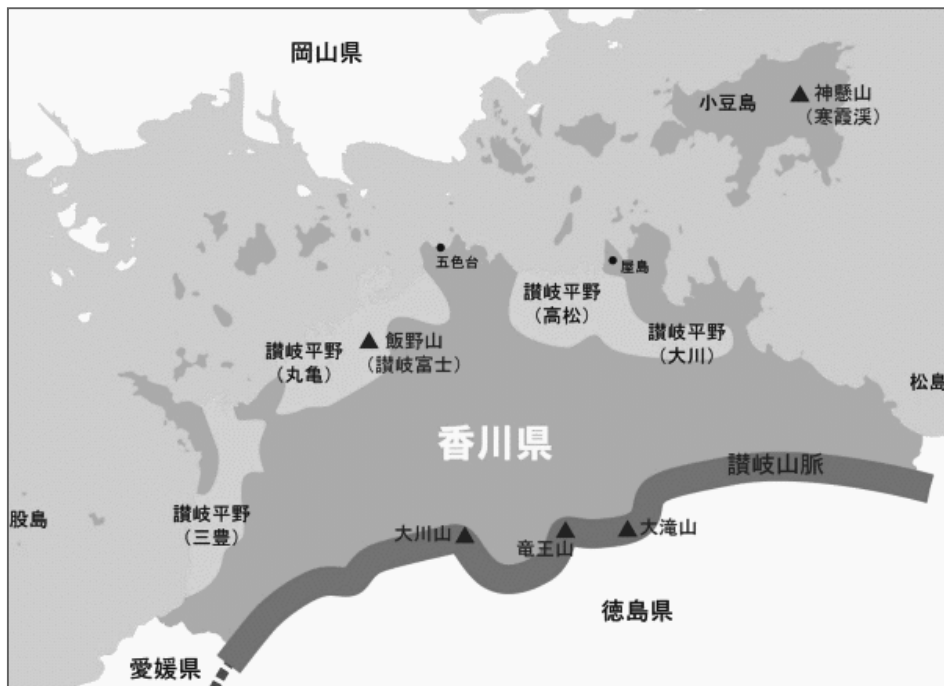 岡山県
小豆島
▲ 神懸山
(寒霞渓)
五色台
屋島
讃岐平野
(高松)
讃岐平野
(大川)
▲ 飯野山
(讃岐富士)
讃岐平野
(丸亀)
松島
香川県
讃岐山脈
股島
讃岐平野
(三豊)
大川山
竜王山
大滝山
徳島県
愛媛県